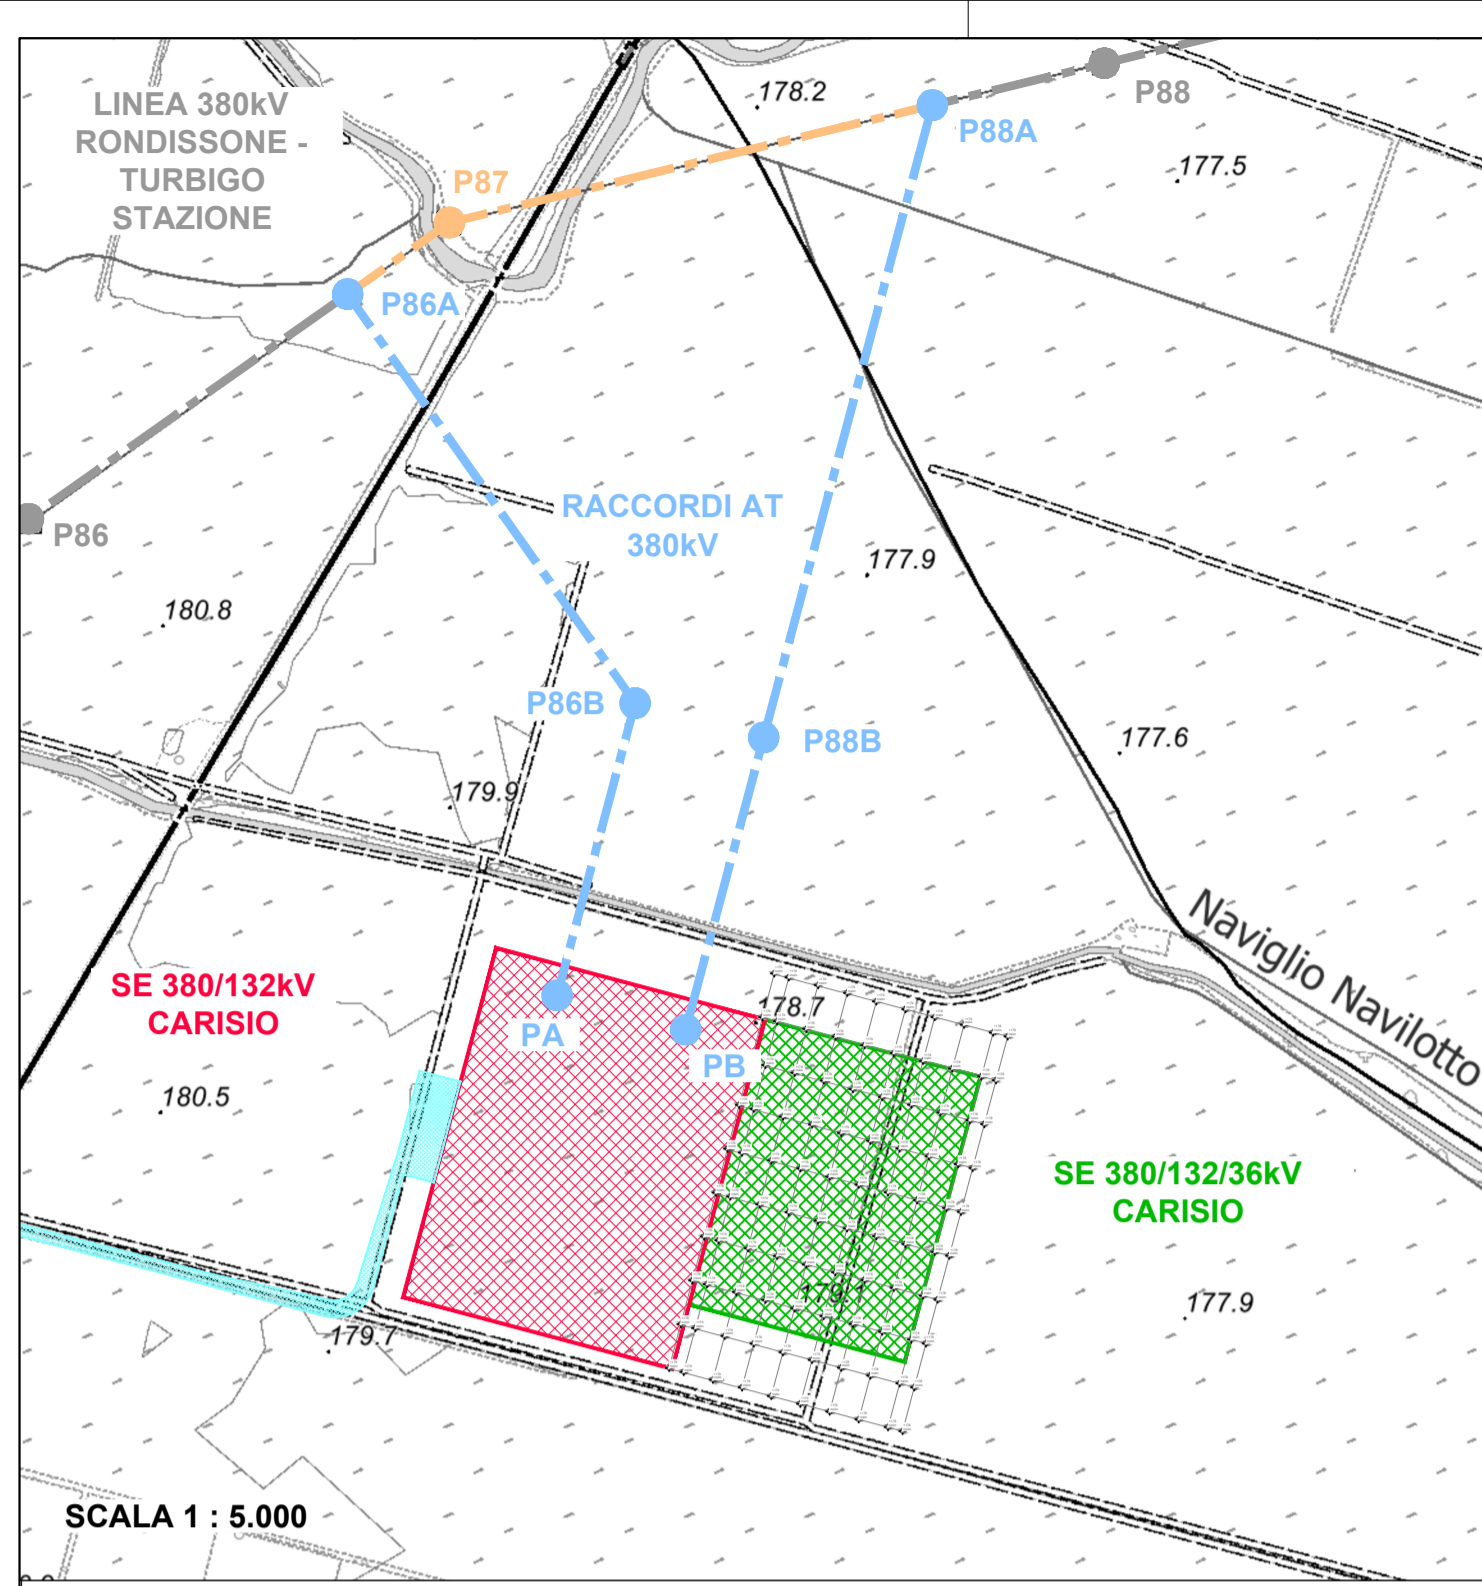 LINEA 380kV
RONDISSONE -
TURBIGO
STAZIONE
178.2
P88
P88A
177.5
P87
P86A
P86
RACCORDI AT
380kV
177.9
180.8
P86B
P88B
177.6
179.9
Naviglio Navilotto
SE 380/132kV
CARISIO
178.7
PA
PB
180.5
SE 380/132/36kV
CARISIO
179.1
177.9
179.7
SCALA 1 : 5.000